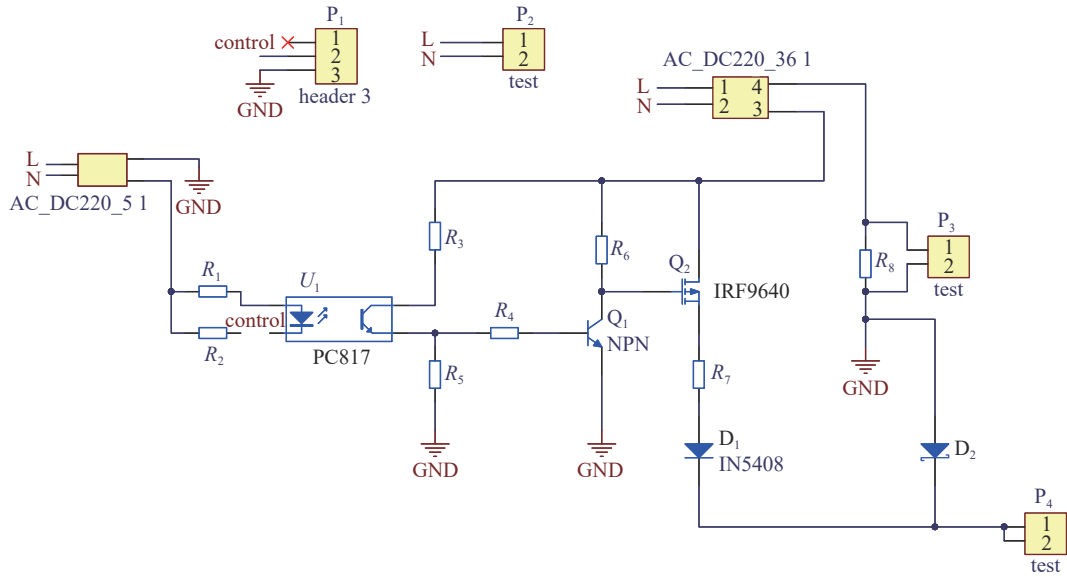 P₁
control
1
2
3
GND
header 3
P₂
L
N
1
2
test
AC_DC220_36 1
L
N
1
2
4
3
L
N
GND
AC_DC220_5 1
R₁
R₂
control
U₁
PC817
R₃
R₄
R₅
GND
R₆
Q₁
NPN
GND
Q₂
IRF9640
R₇
D₁
IN5408
R₈
GND
P₃
1
2
test
D₂
P₄
1
2
test